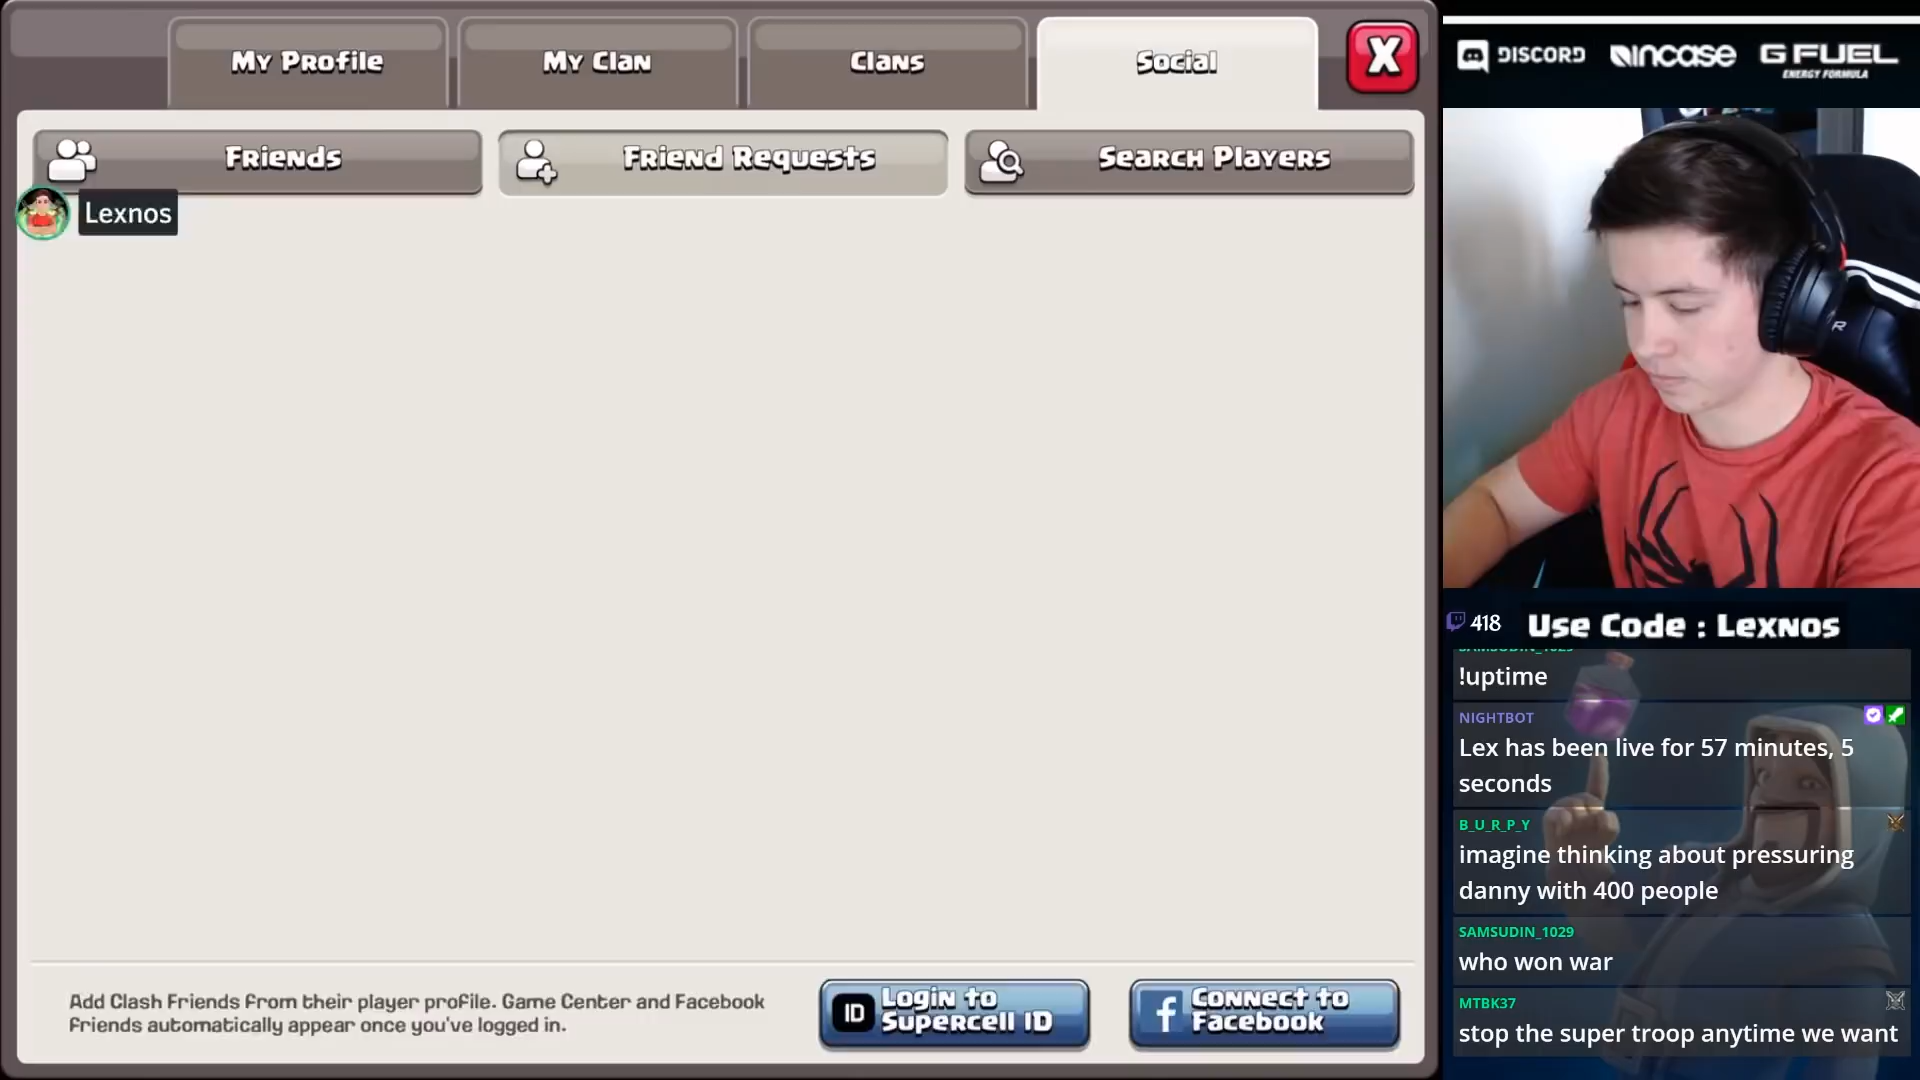 My Profile
My Clan
Clans
Social
X
Friends
Friend Requests
Search Players
Lexnos
Add Clash Friends from their player profile. Game Center and Facebook
Friends automatically appear once you've logged in.
ID
Login to
Supercell ID
f
Connect to
Facebook
DISCORD
incase
G FUEL
ENERGY FORMULA
R
418
Use Code : Lexnos
SAMSUDIN_1029
!uptime
NIGHTBOT
Lex has been live for 57 minutes, 5
seconds
B_U_R_P_Y
imagine thinking about pressuring
danny with 400 people
SAMSUDIN_1029
who won war
MTBK37
stop the super troop anytime we want